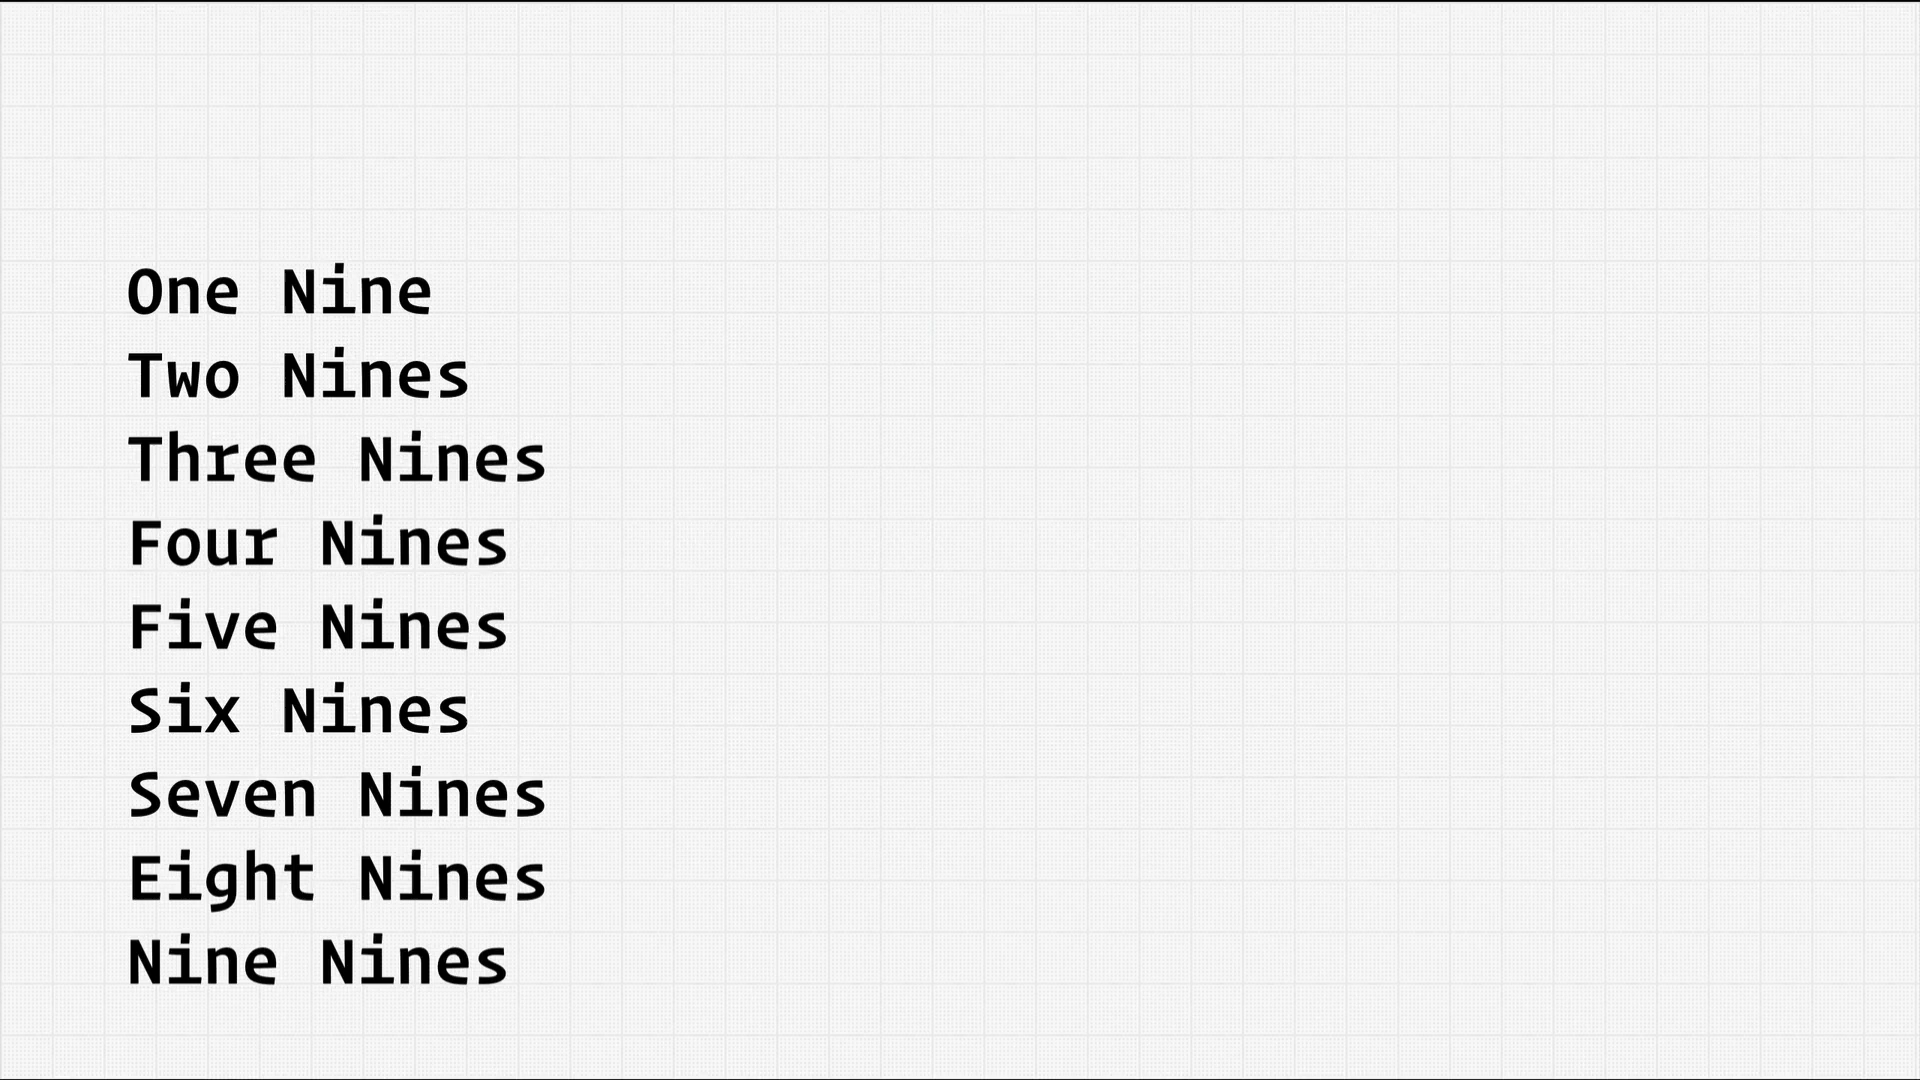 One Nine
Two Nines
Three Nines
Four Nines
Five Nines
Six Nines
Seven Nines
Eight Nines
Nine Nines